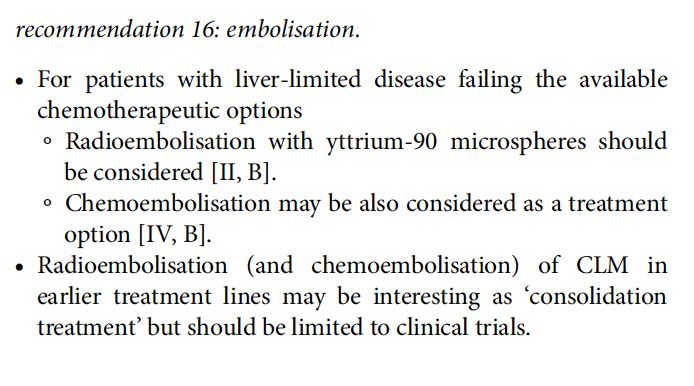 recommendation 16: embolisation.
• For patients with liver-limited disease failing the available
chemotherapeutic options
° Radioembolisation with yttrium-90 microspheres should
be considered [II, B].
° Chemoembolisation may be also considered as a treatment
option [IV, B].
• Radioembolisation (and chemoembolisation) of CLM in
earlier treatment lines may be interesting as ‘consolidation
treatment’ but should be limited to clinical trials.